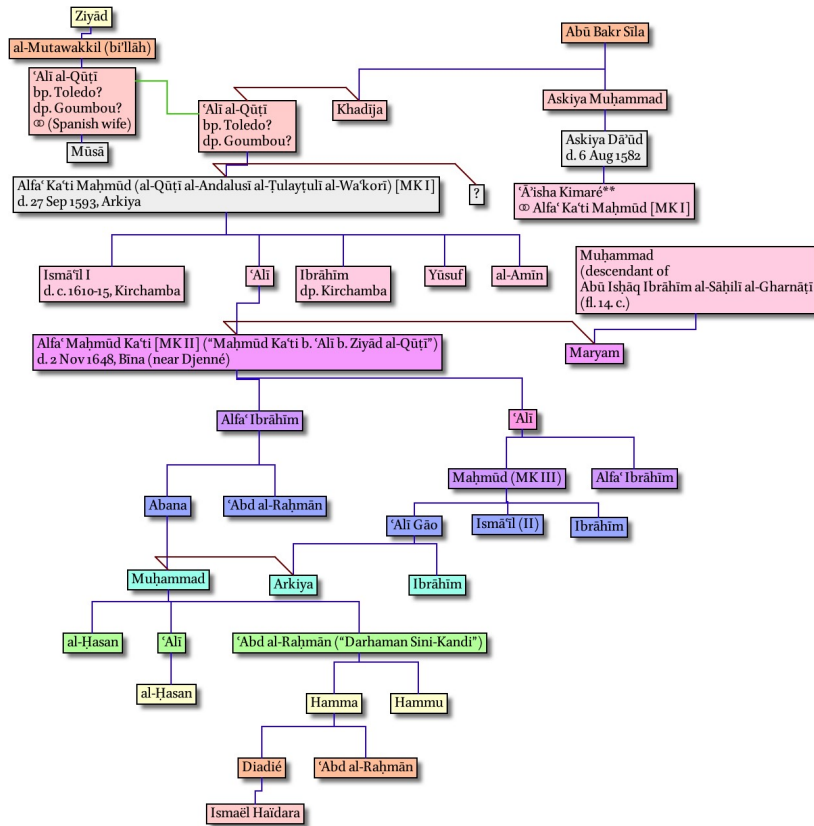 Ziyād
al-Mutawakkil (bi'llāh)
ʿAlī al-Qūṭī
bp. Toledo?
dp. Goumbou?
⚭ (Spanish wife)
Mūsā
ʿAlī al-Qūṭī
bp. Toledo?
dp. Goumbou?
Khadīja
Abū Bakr Sīla
Askiya Muḥammad
Askiya Dāʾūd
d. 6 Aug 1582
ʿĀʾisha Kimaré**
⚭ Alfaʿ Kaʿti Maḥmūd [MK I]
Alfaʿ Kaʿti Maḥmūd (al-Qūṭī al-Andalusī al-Ṭulayṭulī al-Waʿkorī) [MK I]
d. 27 Sep 1593, Arkiya
?
Ismāʿīl I
d. c. 1610-15, Kirchamba
ʿAlī
Ibrāhīm
dp. Kirchamba
Yūsuf
al-Amīn
Muḥammad
(descendant of
Abū Isḥāq Ibrāhīm al-Sāḥilī al-Gharnāṭī
(fl. 14. c.)
Alfaʿ Maḥmūd Kaʿti [MK II] (“Maḥmūd Kaʿti b. ʿAlī b. Ziyād al-Qūṭī”)
d. 2 Nov 1648, Bīna (near Djenné)
Maryam
Alfaʿ Ibrāhīm
ʿAlī
Maḥmūd (MK III)
Alfaʿ Ibrāhīm
Abana
ʿAbd al-Raḥmān
ʿAlī Gāo
Ismāʿīl (II)
Ibrāhīm
Muḥammad
Arkiya
Ibrāhīm
al-Ḥasan
ʿAlī
ʿAbd al-Raḥmān (“Darhaman Sini-Kandi”)
al-Ḥasan
Hamma
Hammu
Diadié
ʿAbd al-Raḥmān
Ismaël Haïdara